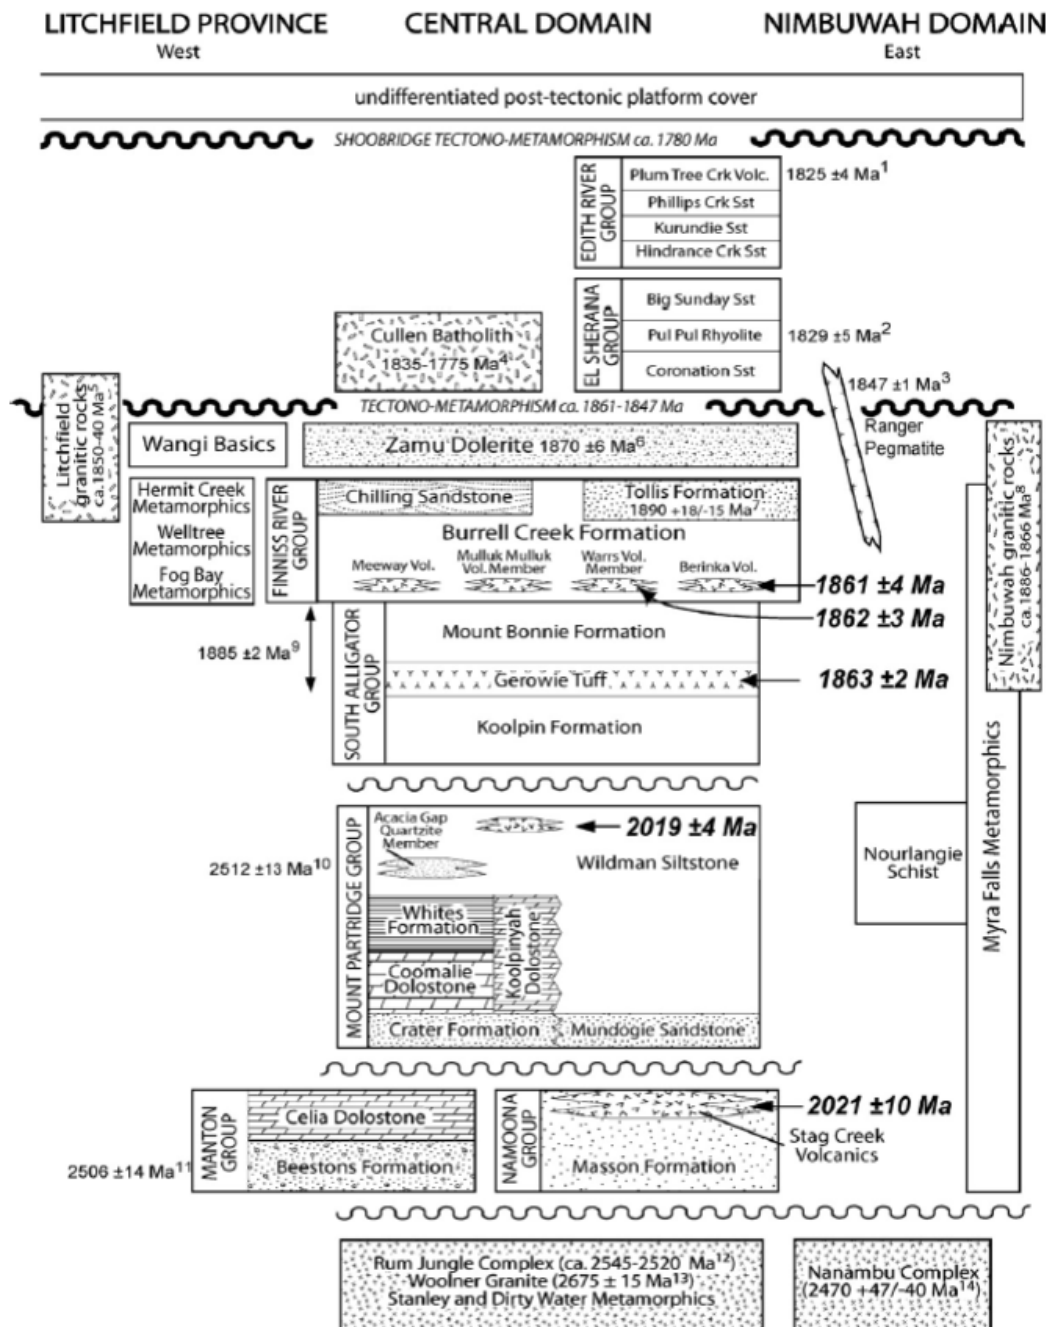 LITCHFIELD PROVINCE
West
CENTRAL DOMAIN
NIMBUWAH DOMAIN
East
undifferentiated post-tectonic platform cover
SHOOBRIDGE TECTONO-METAMORPHISM ca. 1780 Ma
EDITH RIVER
GROUP
Plum Tree Crk Volc.
1825 ±4 Ma1
Phillips Crk Sst
Kurundie Sst
Hindrance Crk Sst
EL SHERAINA
GROUP
Big Sunday Sst
Pul Pul Rhyolite
1829 ±5 Ma2
Coronation Sst
Cullen Batholith
1835-1775 Ma4
Litchfield
granitic rocks
ca.1850-40 Ma5
TECTONO-METAMORPHISM ca. 1861-1847 Ma
1847 ±1 Ma3
Ranger
Pegmatite
Wangi Basics
Zamu Dolerite 1870 ±6 Ma6
Nimbuwah granitic rocks
ca.1886-1866 Ma8
Hermit Creek
Metamorphics
Welltree
Metamorphics
Fog Bay
Metamorphics
FINNISS RIVER
GROUP
Chilling Sandstone
Tollis Formation
1890 +18/-15 Ma7
Burrell Creek Formation
Meeway Vol.
Mulluk Mulluk
Vol. Member
Warrs Vol.
Member
Berinka Vol.
1861 ±4 Ma
1862 ±3 Ma
1885 ±2 Ma9
SOUTH ALLIGATOR
GROUP
Mount Bonnie Formation
Gerowie Tuff
1863 ±2 Ma
Koolpin Formation
Myra Falls Metamorphics
MOUNT PARTRIDGE GROUP
Acacia Gap
Quartzite
Member
2019 ±4 Ma
2512 ±13 Ma10
Wildman Siltstone
Nourlangie
Schist
Whites
Formation
Koolpinyah
Dolostone
Coomalie
Dolostone
Crater Formation
Mundogie Sandstone
MANTON
GROUP
Celia Dolostone
2506 ±14 Ma11
Beestons Formation
NAMOONA
GROUP
2021 ±10 Ma
Stag Creek
Volcanics
Masson Formation
Rum Jungle Complex (ca. 2545-2520 Ma12)
Woolner Granite (2675 ± 15 Ma13)
Stanley and Dirty Water Metamorphics
Nanambu Complex
(2470 +47/-40 Ma14)